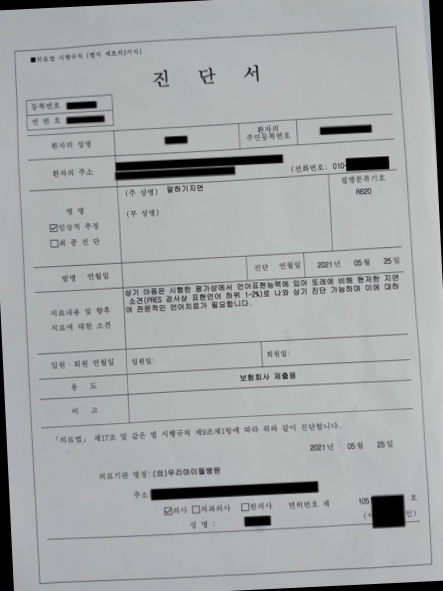 ■의료법 시행규칙 [별지 제호의2서식]
진 단 서
등록번호
연 번 호
환자의 성명
환자의 주민등록번호
환자의 주소
(전화번호: 010-
병 명
☑임상적 추정
☐최 종 진 단
(주 상병) 말하기지연
(부 상병)
질병분류기호
R620
발병 연월일
진단 연월일
2021년 05월 25일
치료내용 및 향후
치료에 대한 소견
상기 아동은 시행한 평가상에서 언어표현능력에 있어 또래에 비해 현저한 지연
소견(PRES 검사상 표현언어 하위 1-2%)로 나와 상기 진단 가능하며 이에 대하
여 전문적인 언어치료가 필요합니다.
입원 · 퇴원 연월일
입원일:
퇴원일:
용 도
보험회사 제출용
비 고
「의료법」 제17조 및 같은 법 시행규칙 제9조제1항에 따라 위와 같이 진단합니다.
2021년 05월 25일
의료기관 명칭: (의)우리아이들병원
주소:
☑의사 ☐치과의사 ☐한의사 면허번호 제 105 호
성 명 :
인)